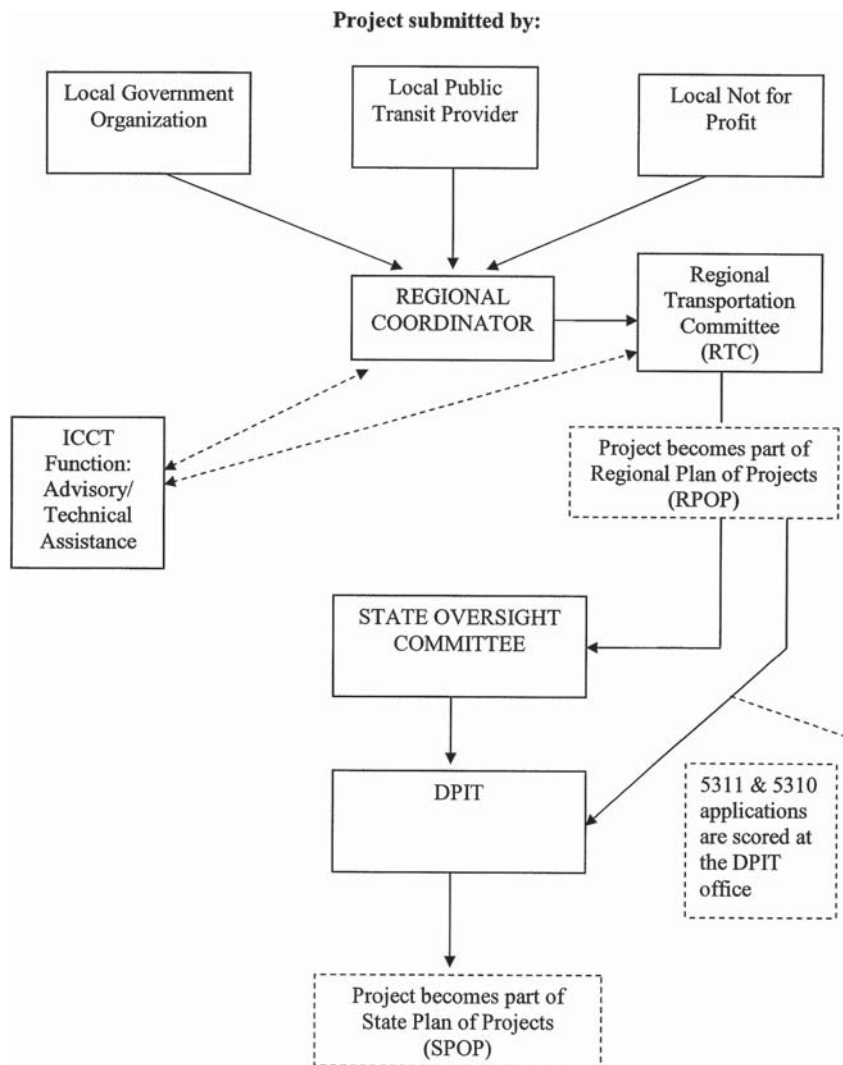 Project submitted by:
Local Government
Organization
Local Public
Transit Provider
Local Not for
Profit
REGIONAL
COORDINATOR
Regional
Transportation
Committee
(RTC)
ICCT
Function:
Advisory/
Technical
Assistance
Project becomes part of
Regional Plan of Projects
(RPOP)
STATE OVERSIGHT
COMMITTEE
DPIT
5311 & 5310
applications
are scored at
the DPIT
office
Project becomes part of
State Plan of Projects
(SPOP)